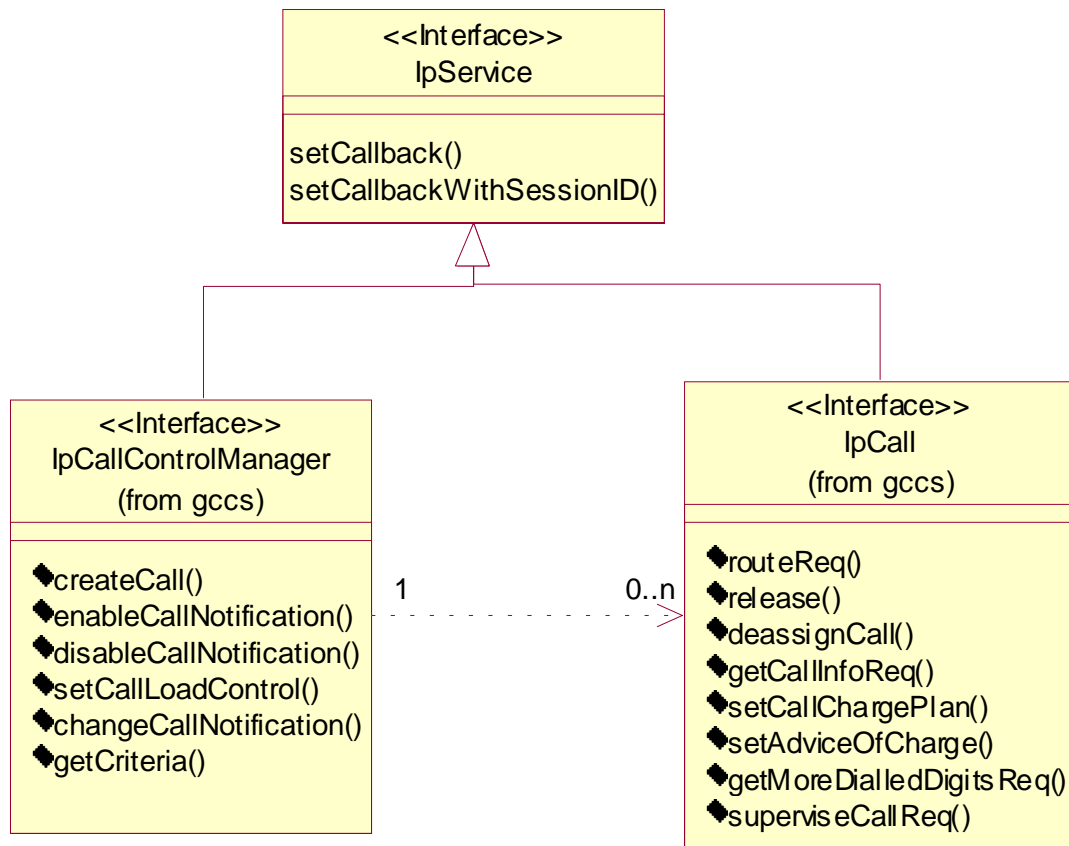 <<Interface>>
IpService
setCallback()
setCallbackWithSessionID()
<<Interface>>
IpCallControlManager
(from gccs)
createCall()
enableCallNotification()
disableCallNotification()
setCallLoadControl()
changeCallNotification()
getCriteria()
1
0..n
<<Interface>>
IpCall
(from gccs)
routeReq()
release()
deassignCall()
getCallInfoReq()
setCallChargePlan()
setAdviceOfCharge()
getMoreDialledDigitsReq()
superviseCallReq()